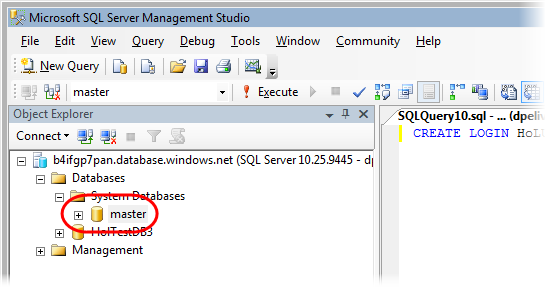 Microsoft SQL Server Management Studio
File Edit View Query Debug Tools Window Community Help
New Query
master Execute
Object Explorer
SQLQuery10.sql - ... (dpeliv
Connect
CREATE LOGIN HoL
b4ifgp7pan.database.windows.net (SQL Server 10.25.9445 - dp
Databases
System Databases
master
HolTestDB3
Management